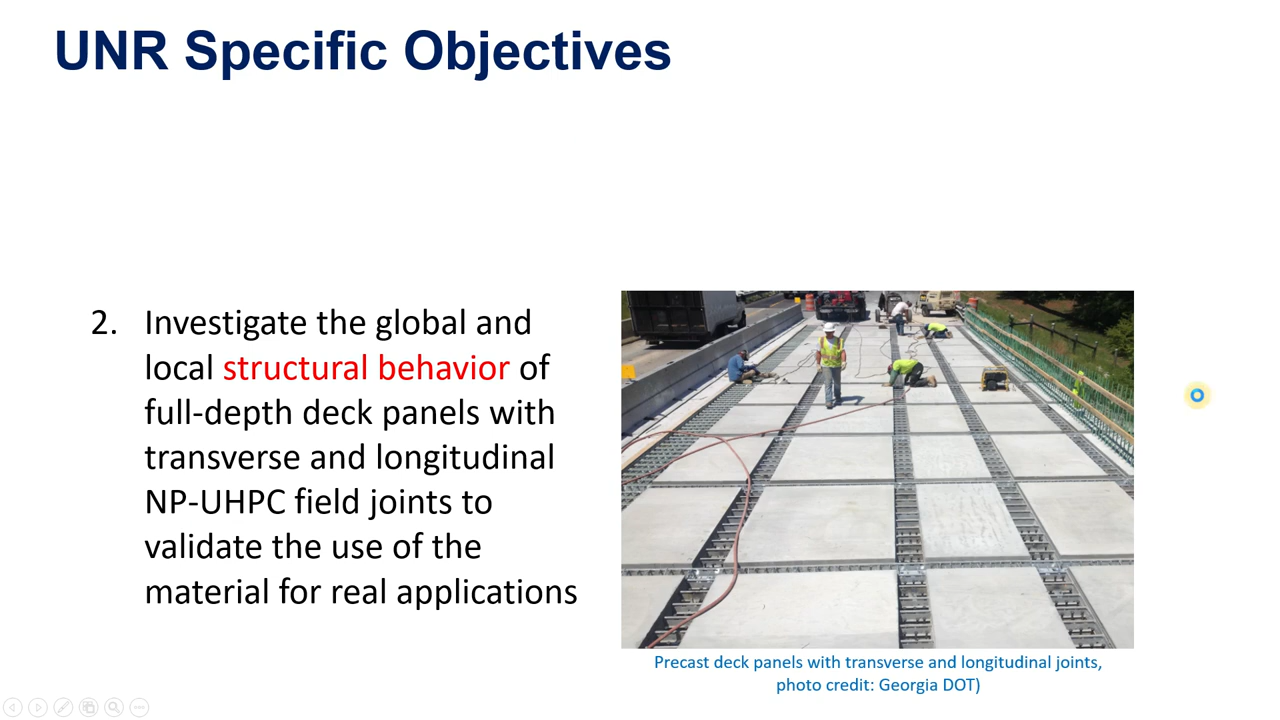 UNR Specific Objectives
2. Investigate the global and
local structural behavior of
full-depth deck panels with
transverse and longitudinal
NP-UHPC field joints to
validate the use of the
material for real applications
Precast deck panels with transverse and longitudinal joints,
photo credit: Georgia DOT)